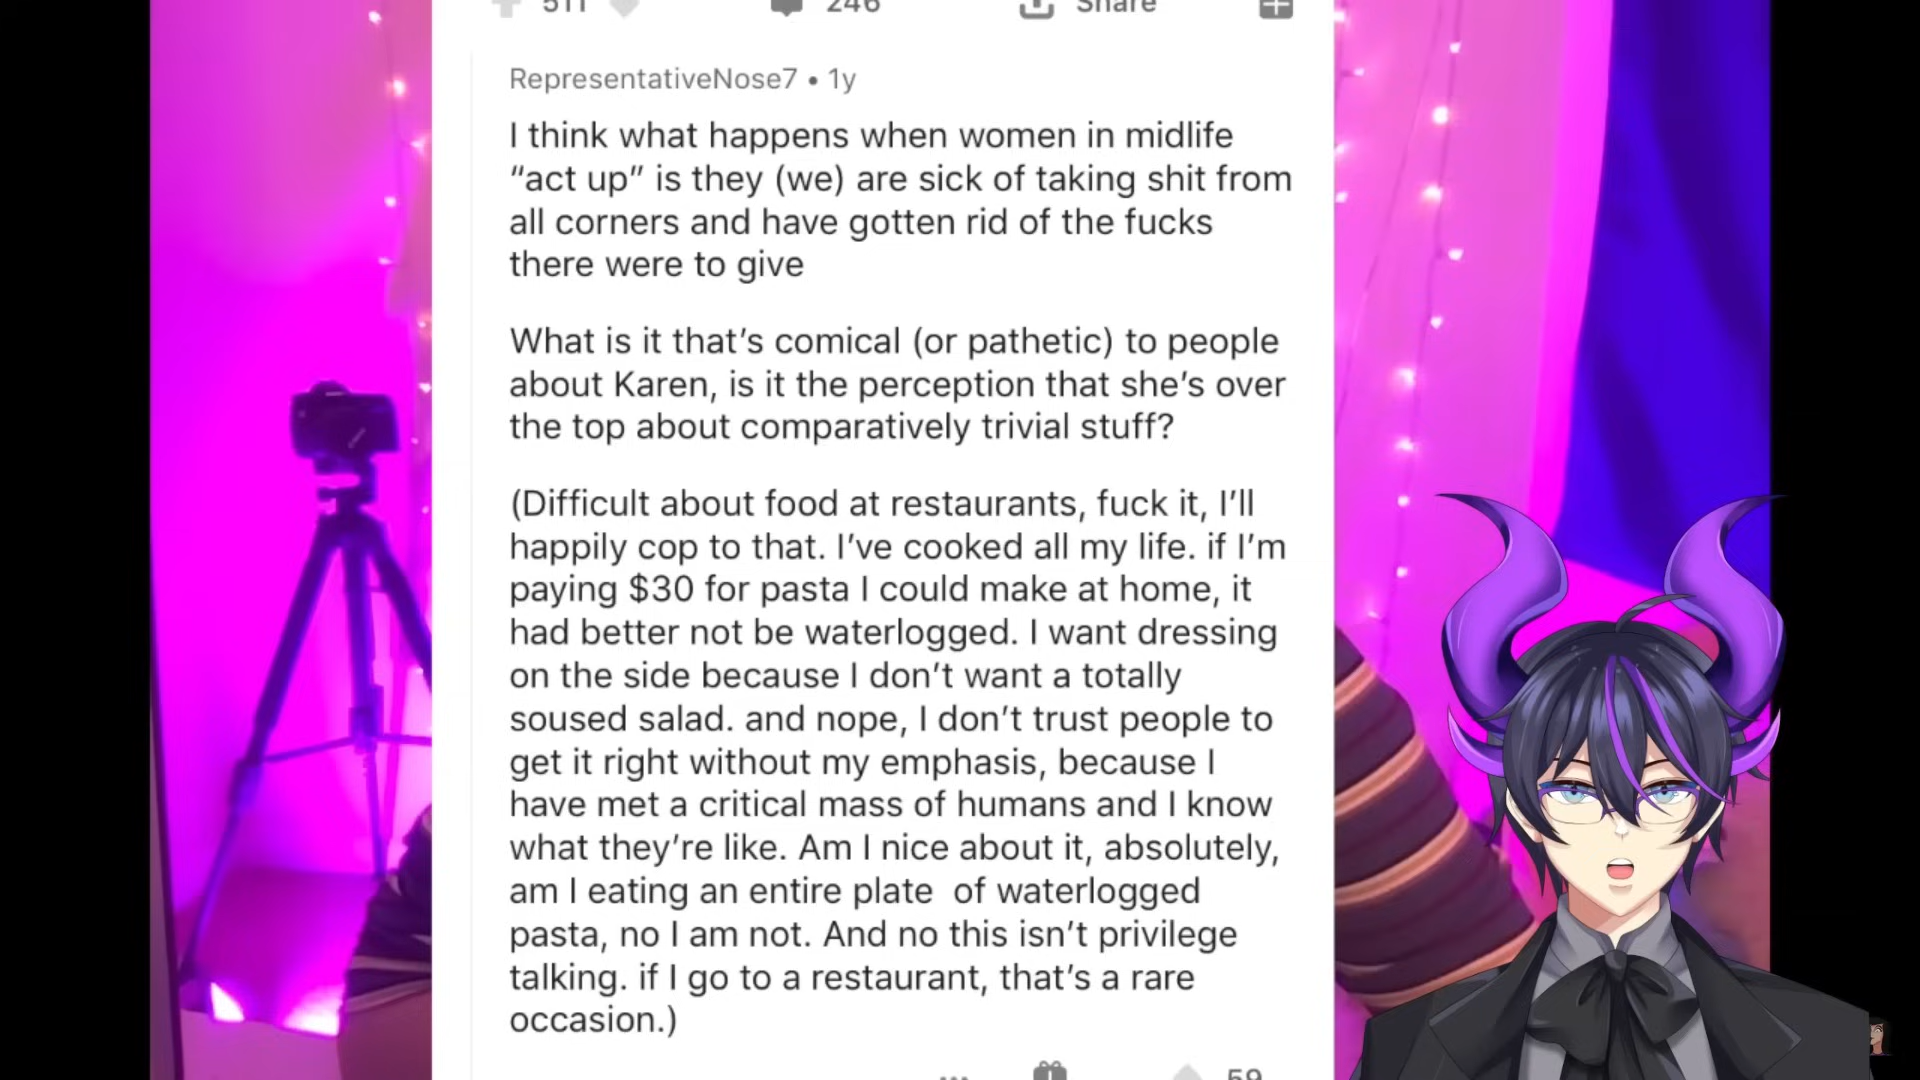 511 246 Share
RepresentativeNose7 • 1y
I think what happens when women in midlife
“act up” is they (we) are sick of taking shit from
all corners and have gotten rid of the fucks
there were to give
What is it that’s comical (or pathetic) to people
about Karen, is it the perception that she’s over
the top about comparatively trivial stuff?
(Difficult about food at restaurants, fuck it, I’ll
happily cop to that. I’ve cooked all my life. if I’m
paying $30 for pasta I could make at home, it
had better not be waterlogged. I want dressing
on the side because I don’t want a totally
soused salad. and nope, I don’t trust people to
get it right without my emphasis, because I
have met a critical mass of humans and I know
what they’re like. Am I nice about it, absolutely,
am I eating an entire plate  of waterlogged
pasta, no I am not. And no this isn’t privilege
talking. if I go to a restaurant, that’s a rare
occasion.)
59